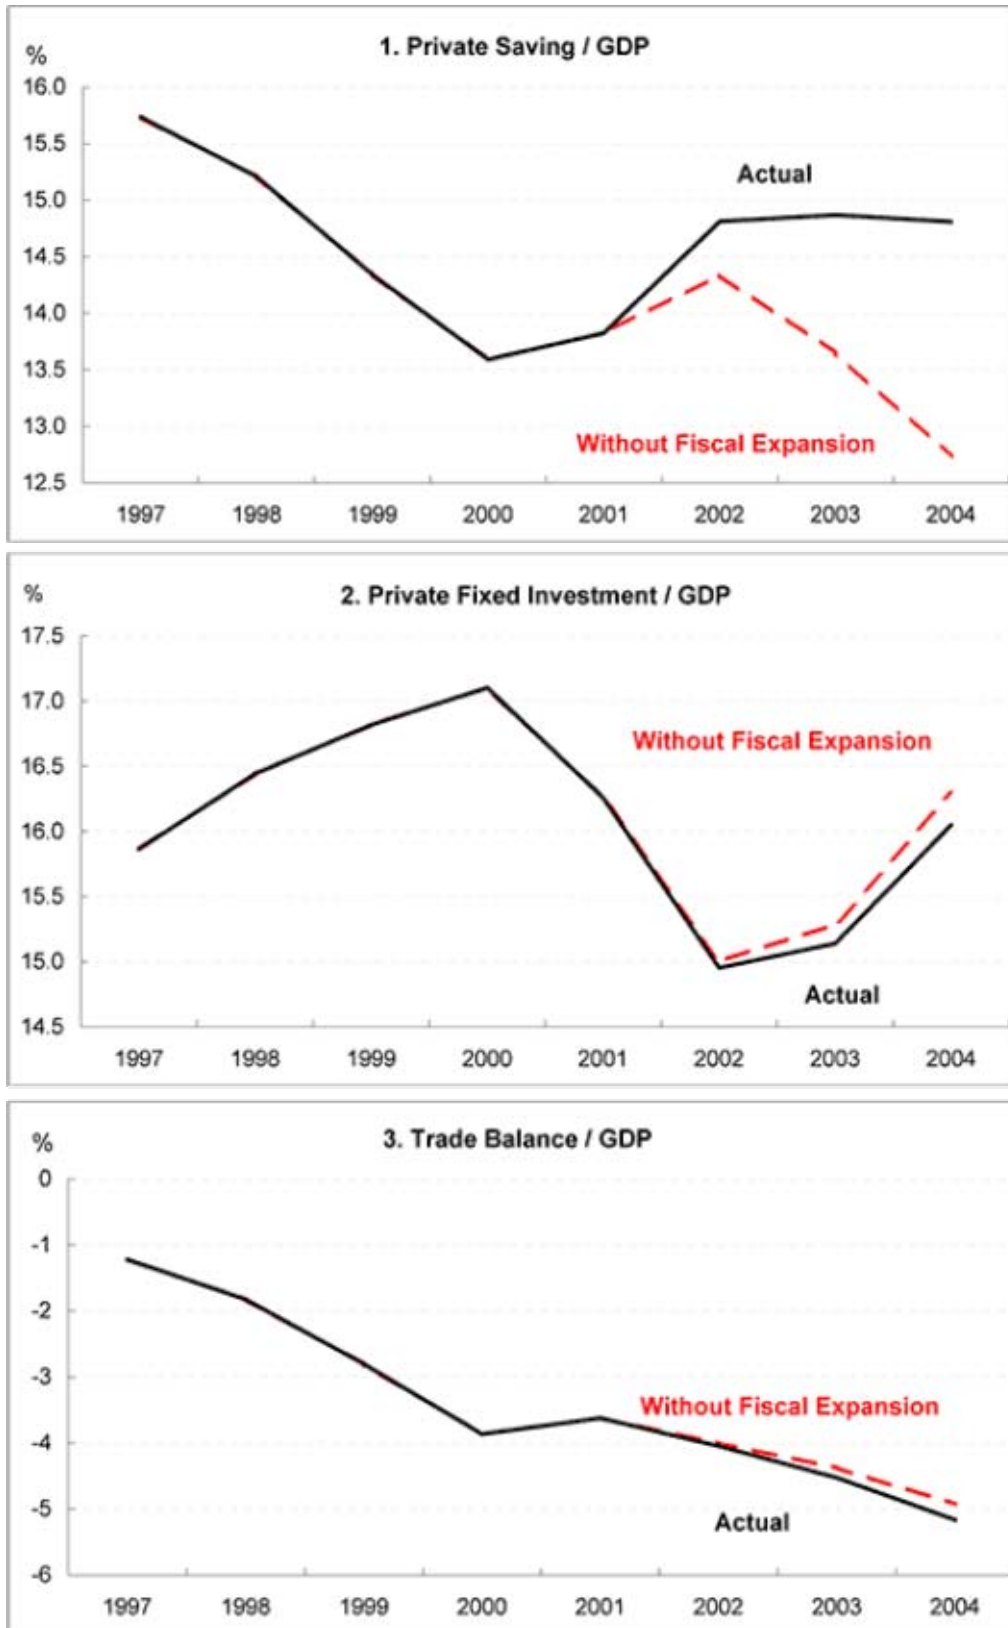 1. Private Saving / GDP
%
16.0
15.5
15.0
14.5
14.0
13.5
13.0
12.5
Actual
Without Fiscal Expansion
1997 1998 1999 2000 2001 2002 2003 2004
2. Private Fixed Investment / GDP
%
17.5
17.0
16.5
16.0
15.5
15.0
14.5
Without Fiscal Expansion
Actual
1997 1998 1999 2000 2001 2002 2003 2004
3. Trade Balance / GDP
%
0
-1
-2
-3
-4
-5
-6
Without Fiscal Expansion
Actual
1997 1998 1999 2000 2001 2002 2003 2004